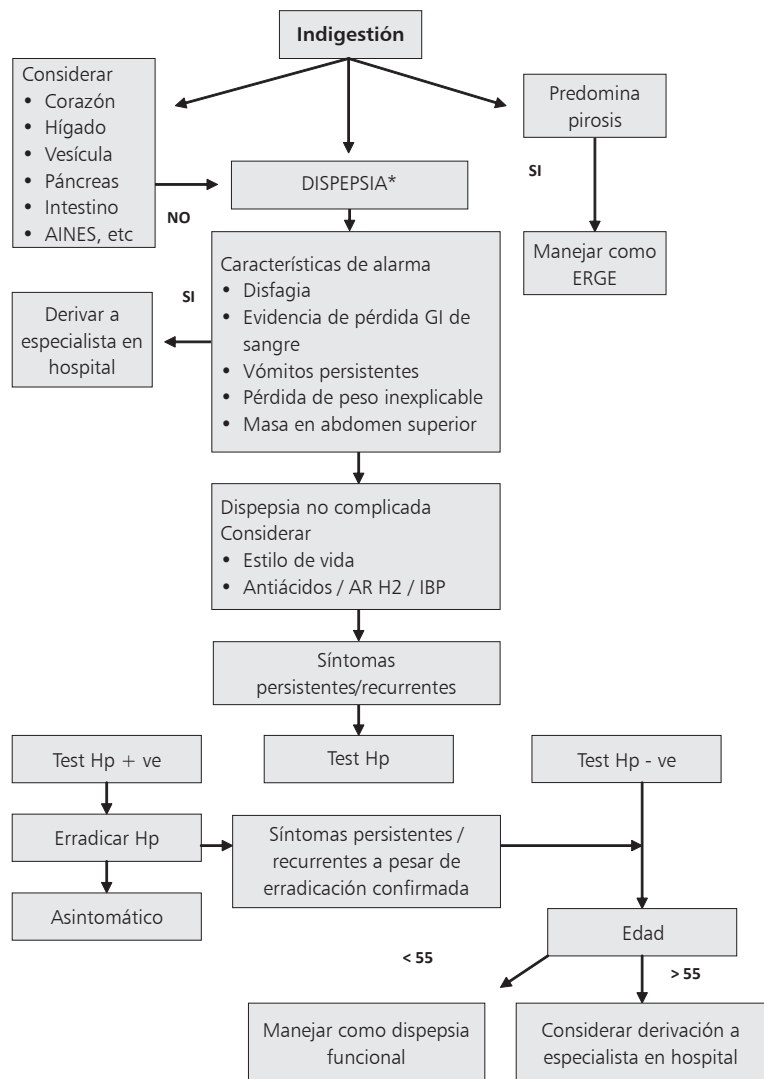 Indigestión
Considerar
• Corazón
• Hígado
• Vesícula
• Páncreas
• Intestino
• AINES, etc
Predomina
pirosis
SI
NO
DISPEPSIA*
Manejar como
ERGE
Características de alarma
• Disfagia
• Evidencia de pérdida GI de
sangre
• Vómitos persistentes
• Pérdida de peso inexplicable
• Masa en abdomen superior
SI
Derivar a
especialista en
hospital
Dispepsia no complicada
Considerar
• Estilo de vida
• Antiácidos / AR H2 / IBP
Síntomas
persistentes/recurrentes
Test Hp + ve
Test Hp
Test Hp - ve
Erradicar Hp
Síntomas persistentes /
recurrentes a pesar de
erradicación confirmada
Asintomático
Edad
< 55
> 55
Manejar como dispepsia
funcional
Considerar derivación a
especialista en hospital